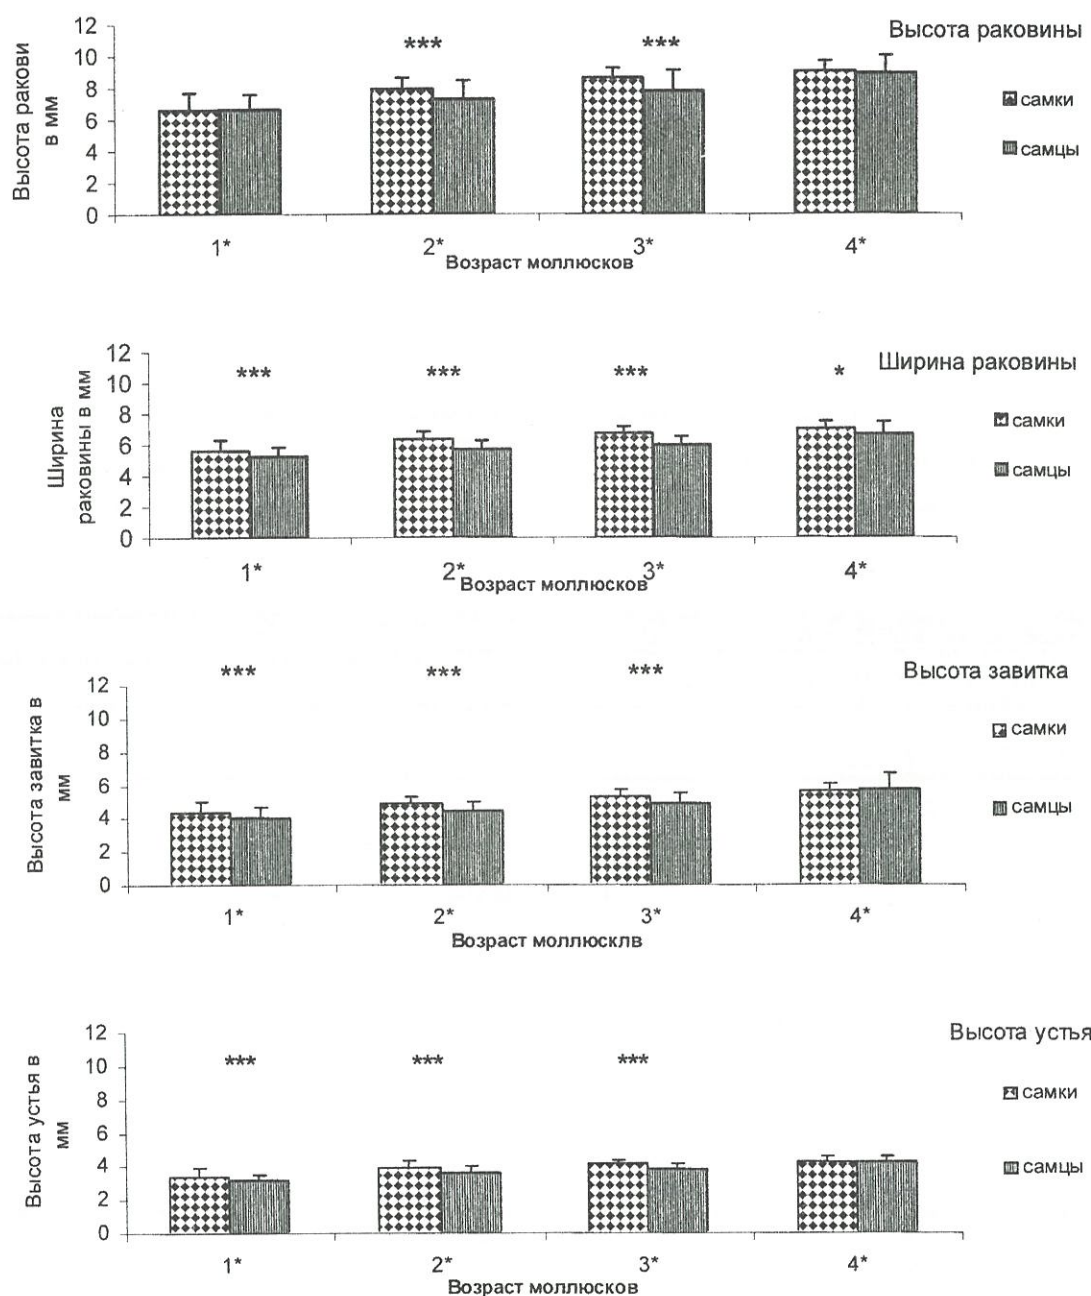 Высота раковины
Высота ракови
в мм
12
10
8
6
4
2
0
***
***
самки
самцы
1*
2*
3*
4*
Возраст моллюсков
Ширина раковины
Ширина
раковины в мм
12
10
8
6
4
2
0
***
***
***
*
самки
самцы
1*
2*
3*
4*
Возраст моллюсков
Высота завитка
Высота завитка в
мм
12
10
8
6
4
2
0
***
***
***
самки
самцы
1*
2*
3*
4*
Возраст моллюсклв
Высота устья
Высота устья в
мм
12
10
8
6
4
2
0
***
***
***
самки
самцы
1*
2*
3*
4*
Возраст моллюсков